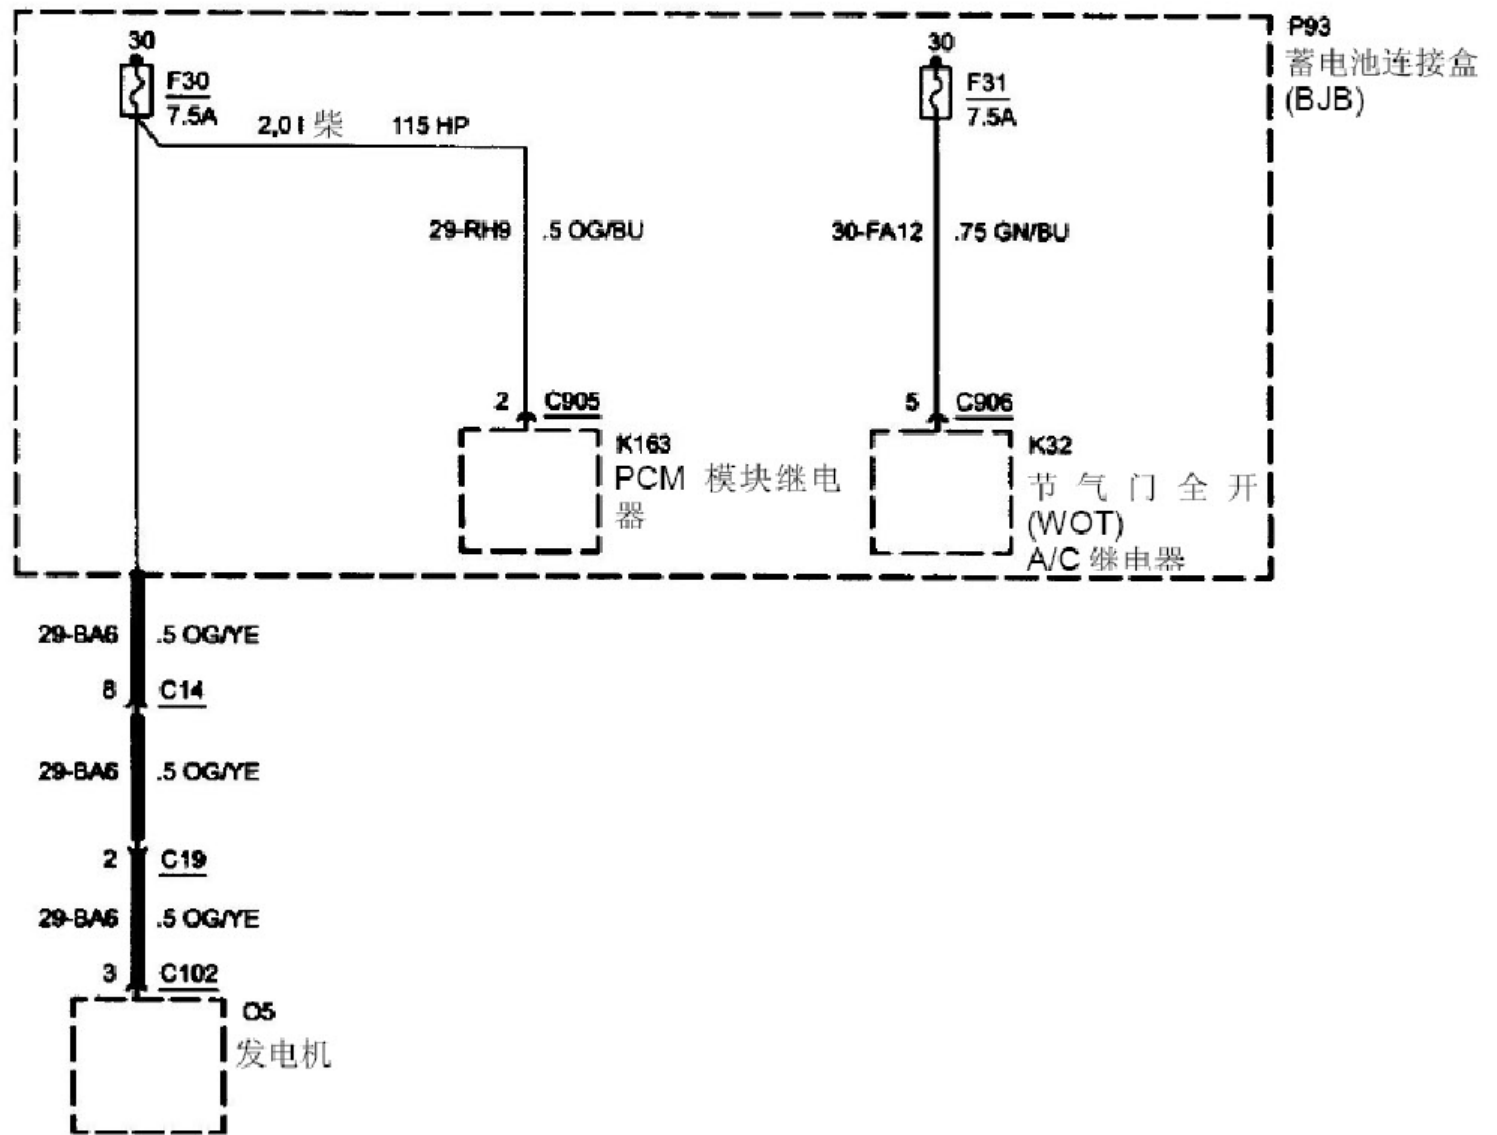 P93
蓄电池连接盒
(BJB)
30
F30
7.5A
2,0 l 柴 115 HP
30
F31
7.5A
29-RH9 .5 OG/BU
30-FA12 .75 GN/BU
2 C905
K163
PCM 模块继电
器
5 C906
K32
节气门全开
(WOT)
A/C 继电器
29-BA6 .5 OG/YE
8 C14
29-BA6 .5 OG/YE
2 C19
29-BA6 .5 OG/YE
3 C102
O5
发电机